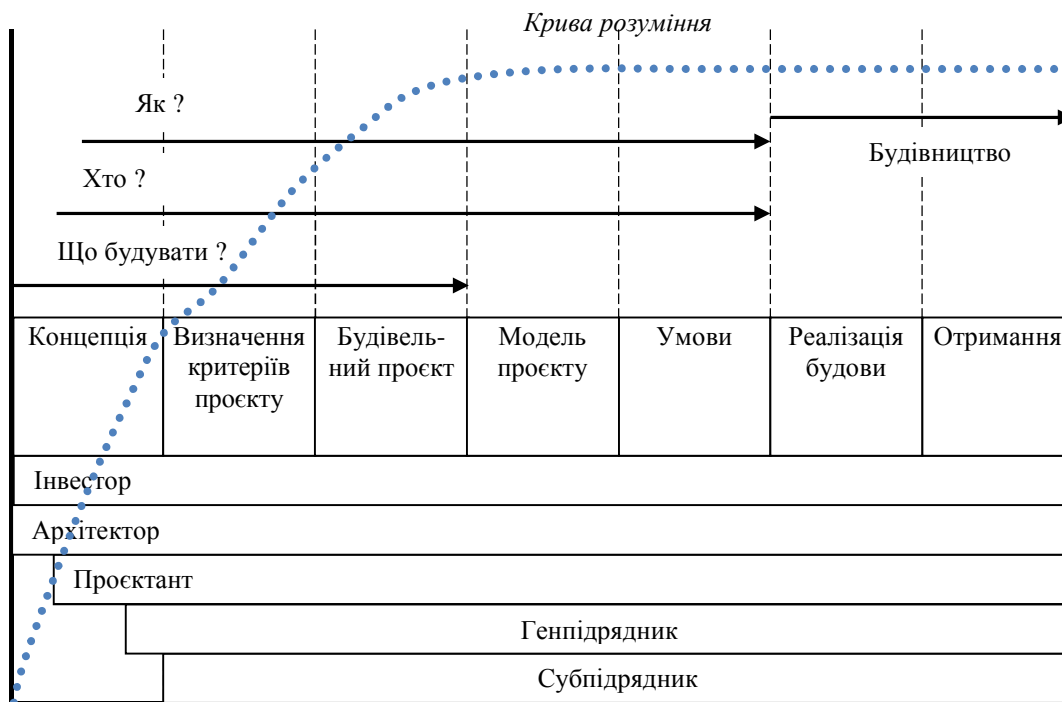 Крива розуміння
Як ?
Будівництво
Хто ?
Що будувати ?
Концепція
Визначення
критеріїв
проєкту
Будівель-
ний проєкт
Модель
проєкту
Умови
Реалізація
будови
Отримання
Інвестор
Архітектор
Проєктант
Генпідрядник
Субпідрядник